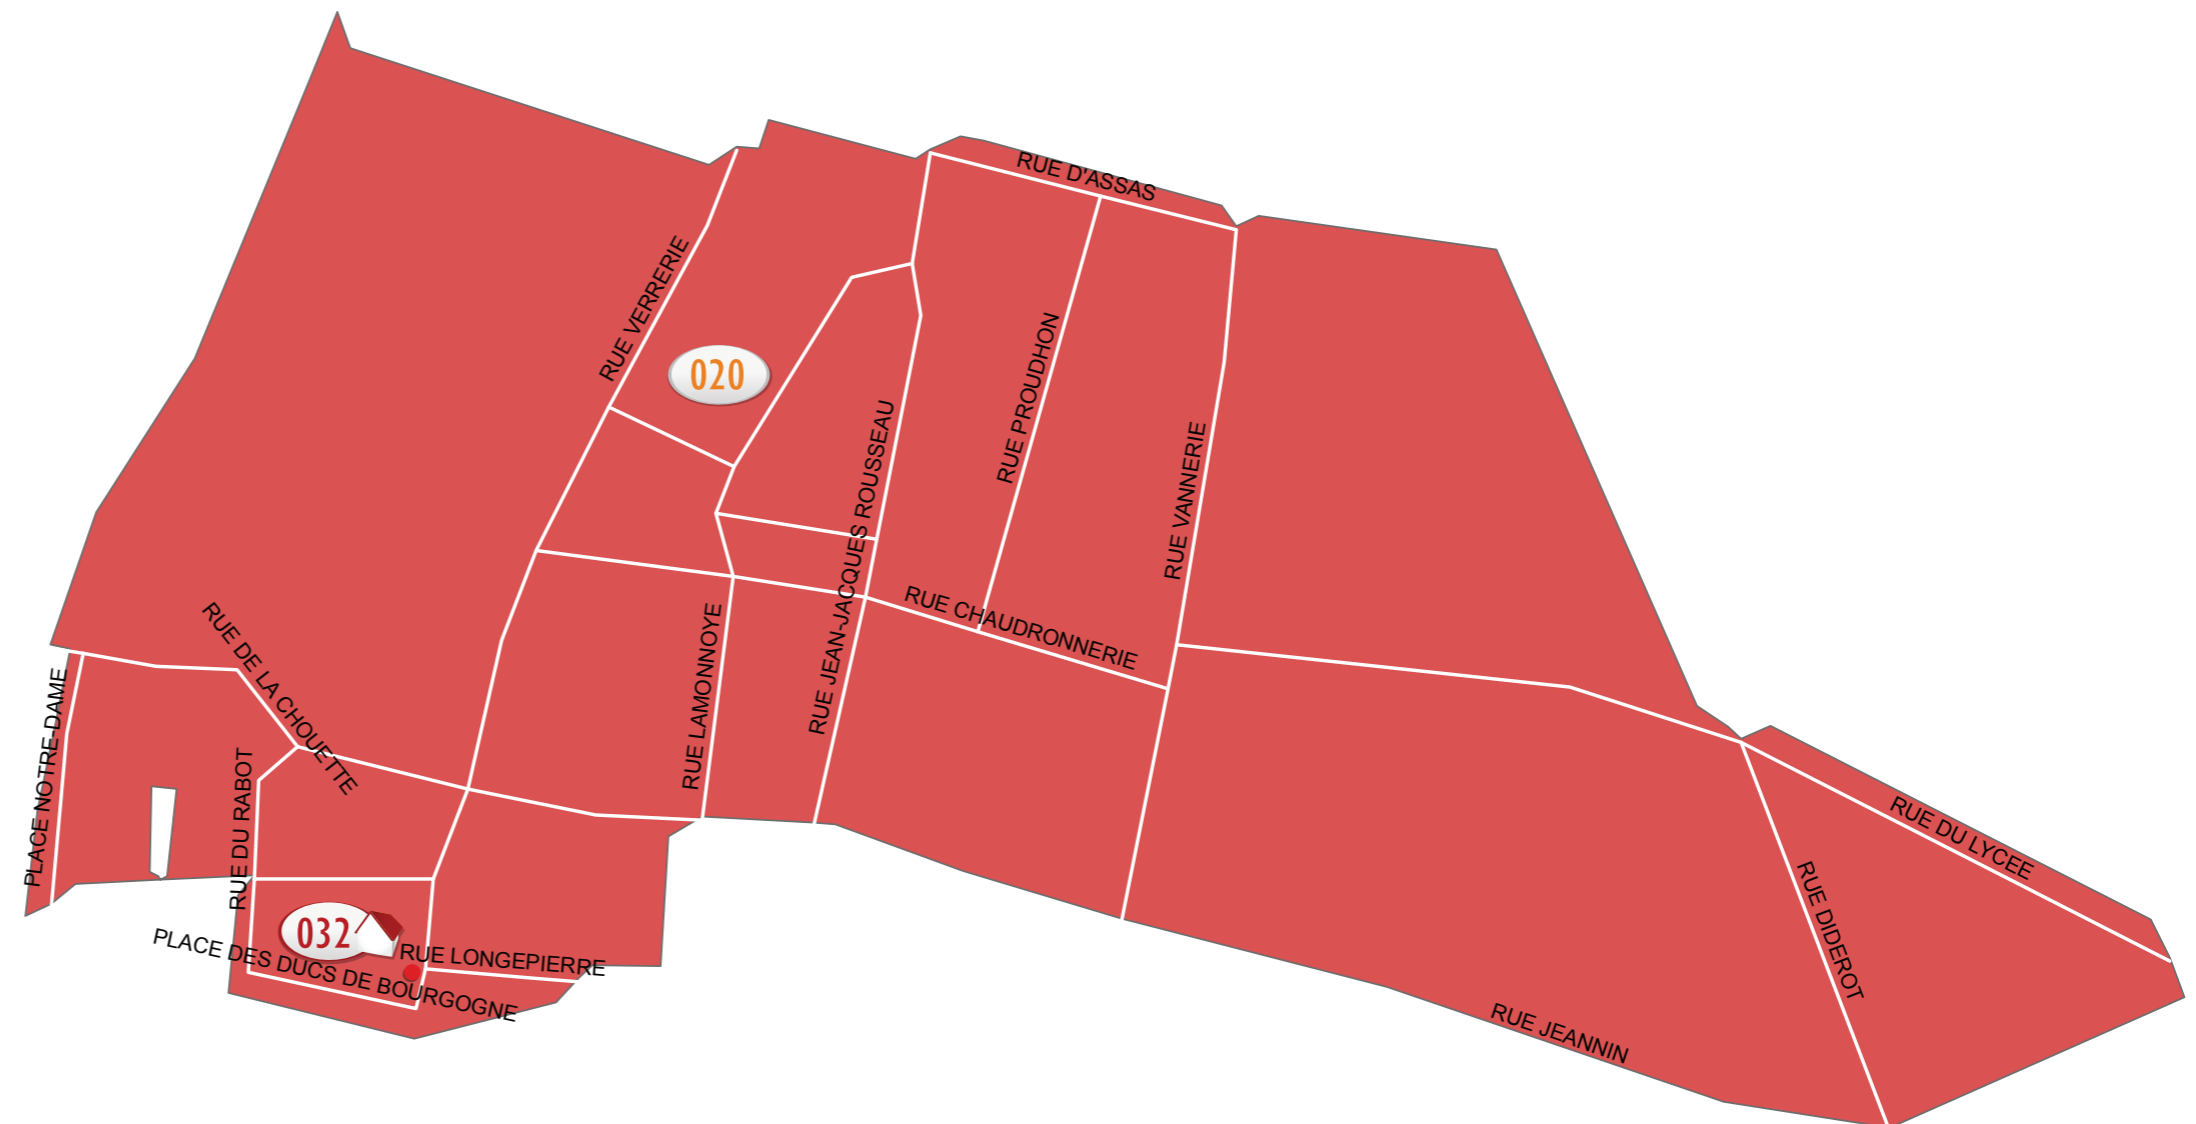 RUE D'ASSAS
RUE VERRERIE
020
RUE PROUDHON
RUE JEAN-JACQUES ROUSSEAU
RUE VANNERIE
RUE CHAUDRONNERIE
RUE DE LA CHOUETTE
RUE LAMONNOYE
PLACE NOTRE-DAME
RUE DU RABOT
RUE DU LYCEE
RUE DIDEROT
032
RUE LONGEPIERRE
PLACE DES DUCS DE BOURGOGNE
RUE JEANNIN